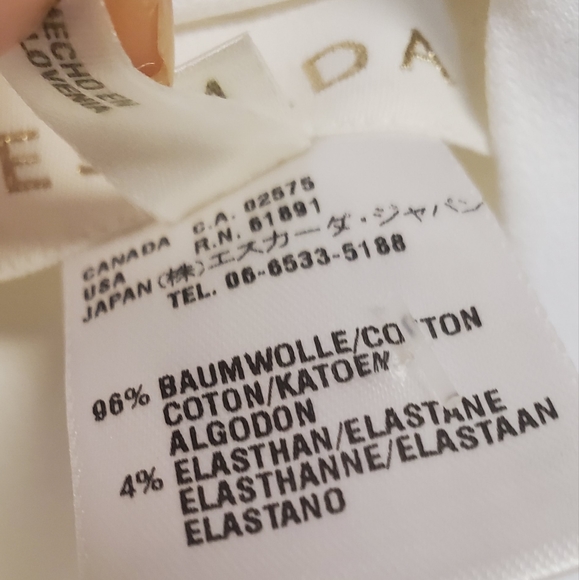 HECHO EN
SLOVENIA
E
A D A
CANADA C.A. 02575
USA R.N. 61891
JAPAN (株)エスカーダ・ジャパン
TEL. 06-6533-5188
96% BAUMWOLLE/COTTON
COTON/KATOEN
ALGODON
4% ELASTHAN/ELASTANE
ELASTHANNE/ELASTAAN
ELASTANO